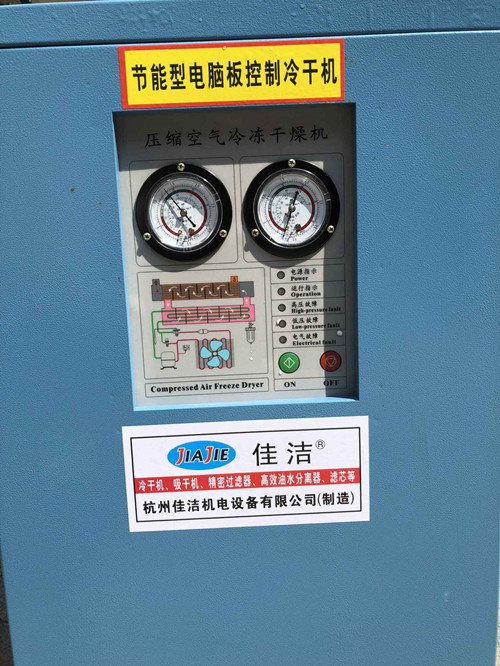 节能型电脑板控制冷干机
压缩空气冷冻干燥机
电源指示
Power
运行指示
Operation
高压故障
High-pressure fault
低压故障
Low-pressure fault
电气故障
Electrical fault
Compressed Air Freeze Dryer
ON OFF
JIAJIE 佳洁®
冷干机、吸干机、精密过滤器、高效油水分离器、滤芯等
杭州佳洁机电设备有限公司(制造)